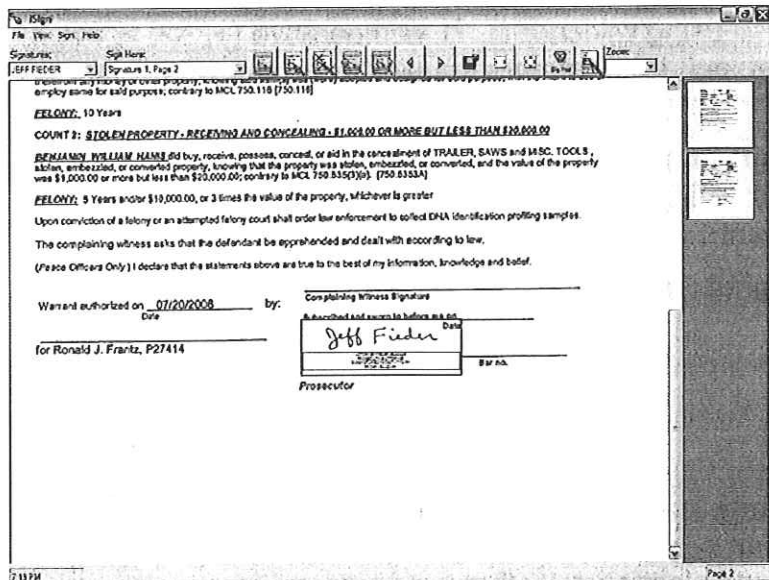 iSign
File View Sign Help
Signatures:
Sign Here:
Zoom:
JEFF FIEDER
Signature 1, Page 2
employ same for said purpose; contrary to MCL 750.116 [750.116]
FELONY: 10 Years
COUNT 2: STOLEN PROPERTY - RECEIVING AND CONCEALING - $1,000.00 OR MORE BUT LESS THAN $20,000.00
BENJAMIN WILLIAM did buy, receive, possess, conceal, or aid in the concealment of TRAILER, SAWS and MISC. TOOLS ,
stolen, embezzled, or converted property, knowing that the property was stolen, embezzled, or converted, and the value of the property
was $1,000.00 or more but less than $20,000.00; contrary to MCL 750.535(3)(a). [750.5353A]
FELONY: 5 Years and/or $10,000.00, or 3 times the value of the property, whichever is greater
Upon conviction of a felony or an attempted felony court shall order law enforcement to collect DNA identification profiling samples.
The complaining witness asks that the defendant be apprehended and dealt with according to law.
(Peace Officers Only) I declare that the statements above are true to the best of my information, knowledge and belief.
Complaining Witness Signature
Warrant authorized on 07/20/2006 by:
Date
Subscribed and sworn to before me on
Date
Jeff Fieder
for Ronald J. Frantz, P27414
Bar no.
Prosecutor
7:13 PM
Page 2